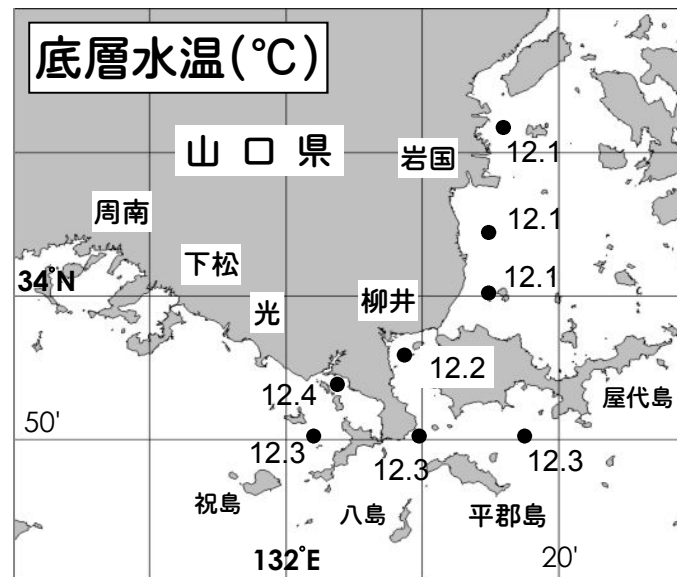 底層水温(℃)
山口県
岩国
12.1
周南
12.1
下松
34°N
12.1
光
柳井
12.2
12.4
屋代島
50'
12.3
12.3
12.3
祝島
八島
平郡島
132°E
20'